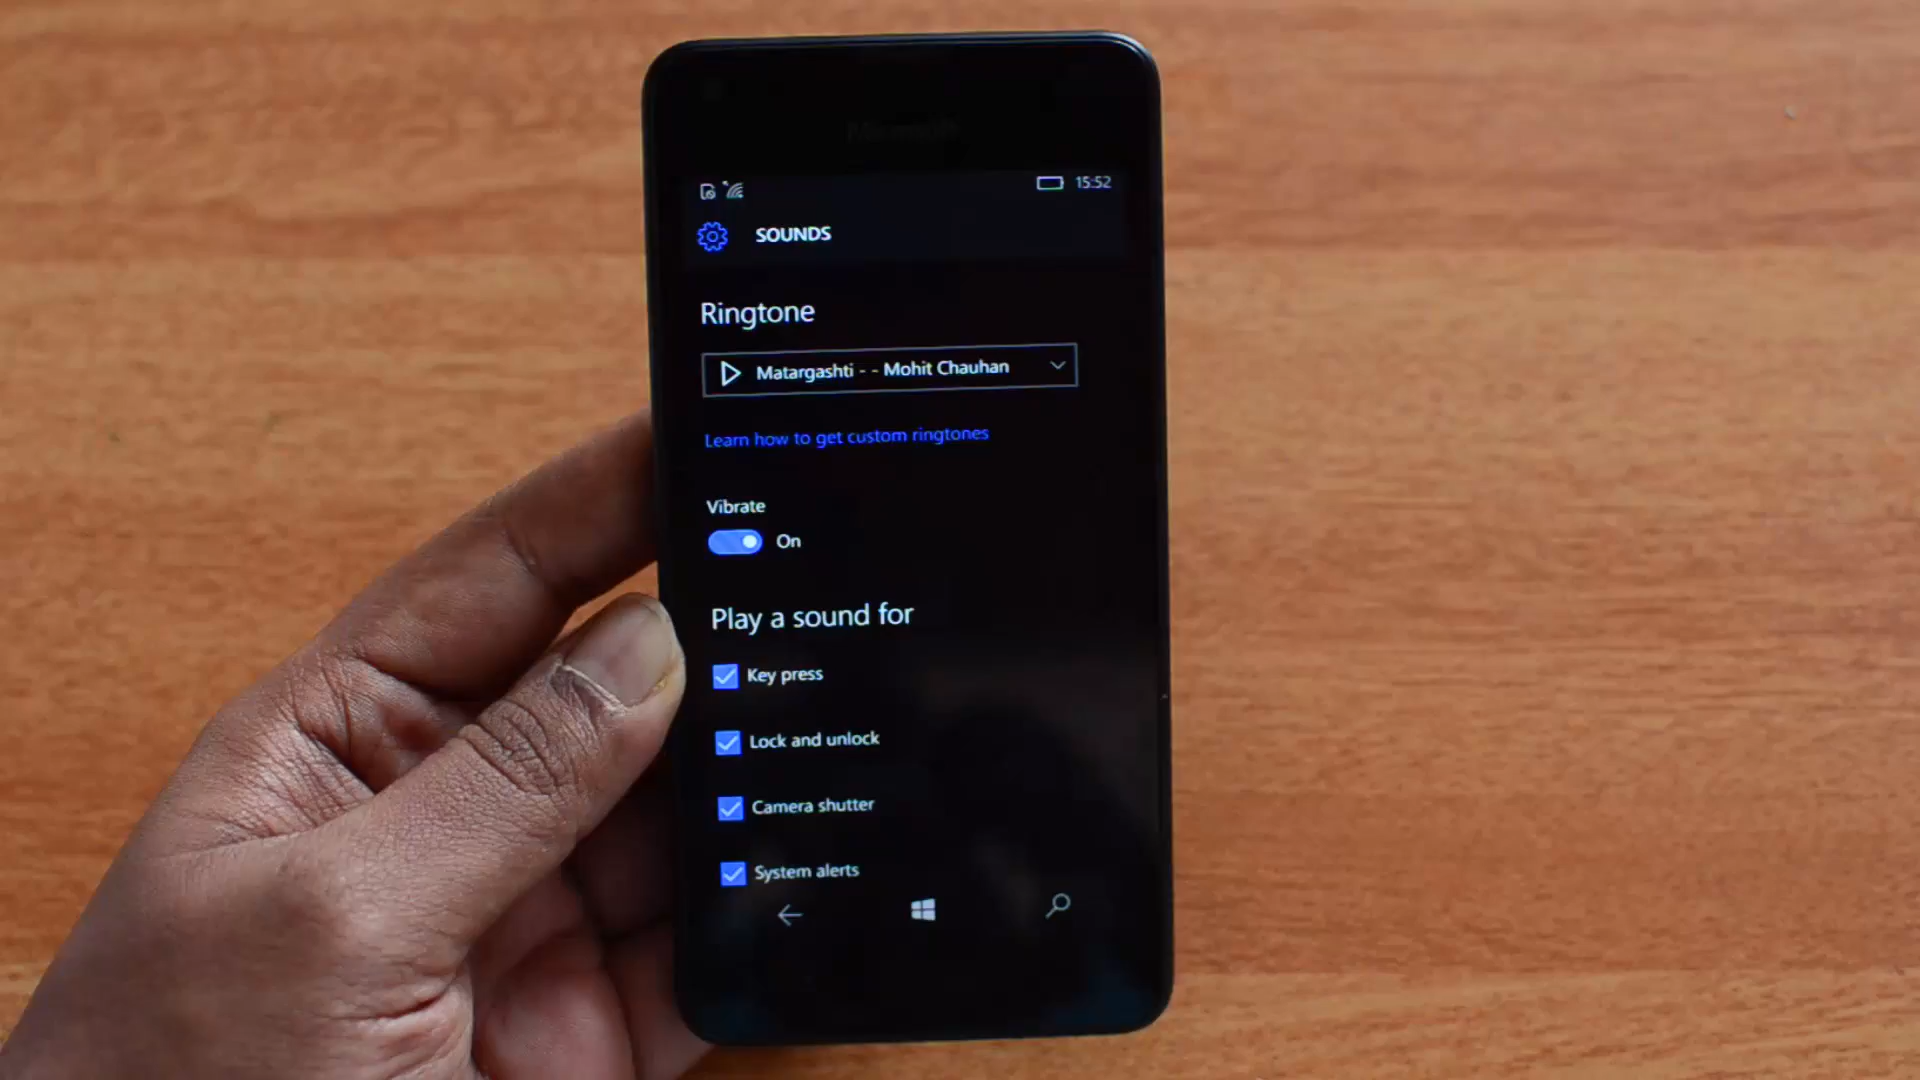 Microsoft
15:52
SOUNDS
Ringtone
Matargashti - - Mohit Chauhan
Learn how to get custom ringtones
Vibrate
On
Play a sound for
Key press
Lock and unlock
Camera shutter
System alerts